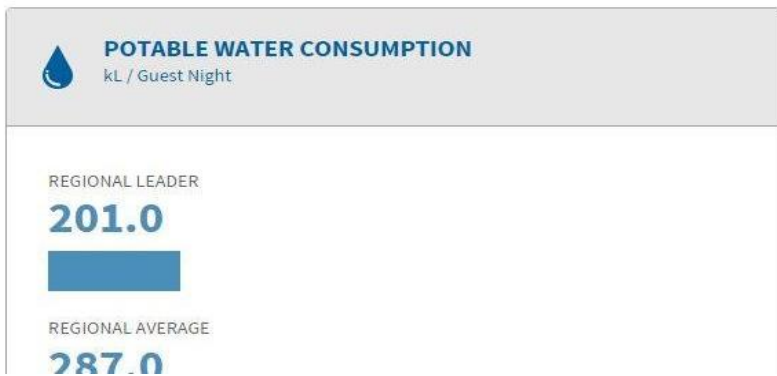 POTABLE WATER CONSUMPTION
kL / Guest Night
REGIONAL LEADER
201.0
REGIONAL AVERAGE
287.0